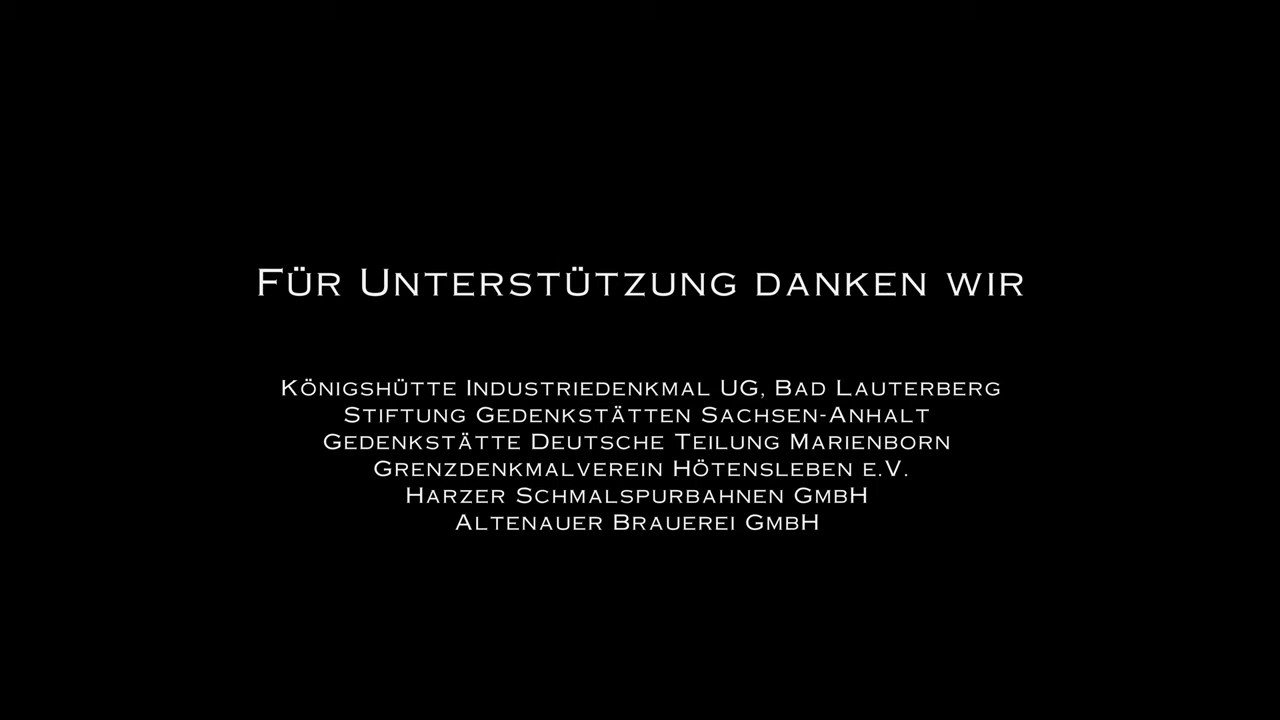 Für Unterstützung danken wir
Königshütte Industriedenkmal UG, Bad Lauterberg
Stiftung Gedenkstätten Sachsen-Anhalt
Gedenkstätte Deutsche Teilung Marienborn
Grenzdenkmalverein Hötensleben e.V.
Harzer Schmalspurbahnen GmbH
Altenauer Brauerei GmbH